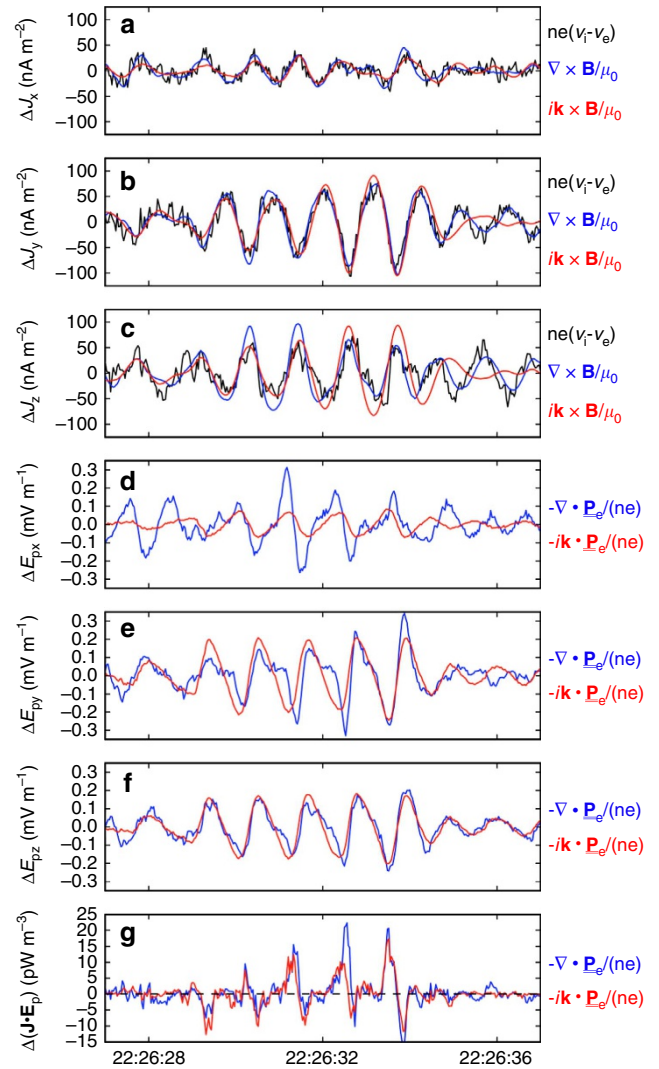 a
100
50
0
−50
−100
ΔJx (nA m−2)
ne(vi-ve)
∇ × B/μ0
ik × B/μ0
b
100
50
0
−50
−100
ΔJy (nA m−2)
ne(vi-ve)
∇ × B/μ0
ik × B/μ0
c
100
50
0
−50
−100
ΔJz (nA m−2)
ne(vi-ve)
∇ × B/μ0
ik × B/μ0
d
0.3
0.2
0.1
0.0
−0.1
−0.2
−0.3
ΔEpx (mV m−1)
-∇ • Pe/(ne)
-ik • Pe/(ne)
e
0.3
0.2
0.1
0.0
−0.1
−0.2
−0.3
ΔEpy (mV m−1)
-∇ • Pe/(ne)
-ik • Pe/(ne)
f
0.3
0.2
0.1
0.0
−0.1
−0.2
−0.3
ΔEpz (mV m−1)
-∇ • Pe/(ne)
-ik • Pe/(ne)
g
25
20
15
10
5
0
−5
−10
−15
Δ(J•Ep) (pW m−3)
-∇ • Pe/(ne)
-ik • Pe/(ne)
22:26:28 22:26:32 22:26:36